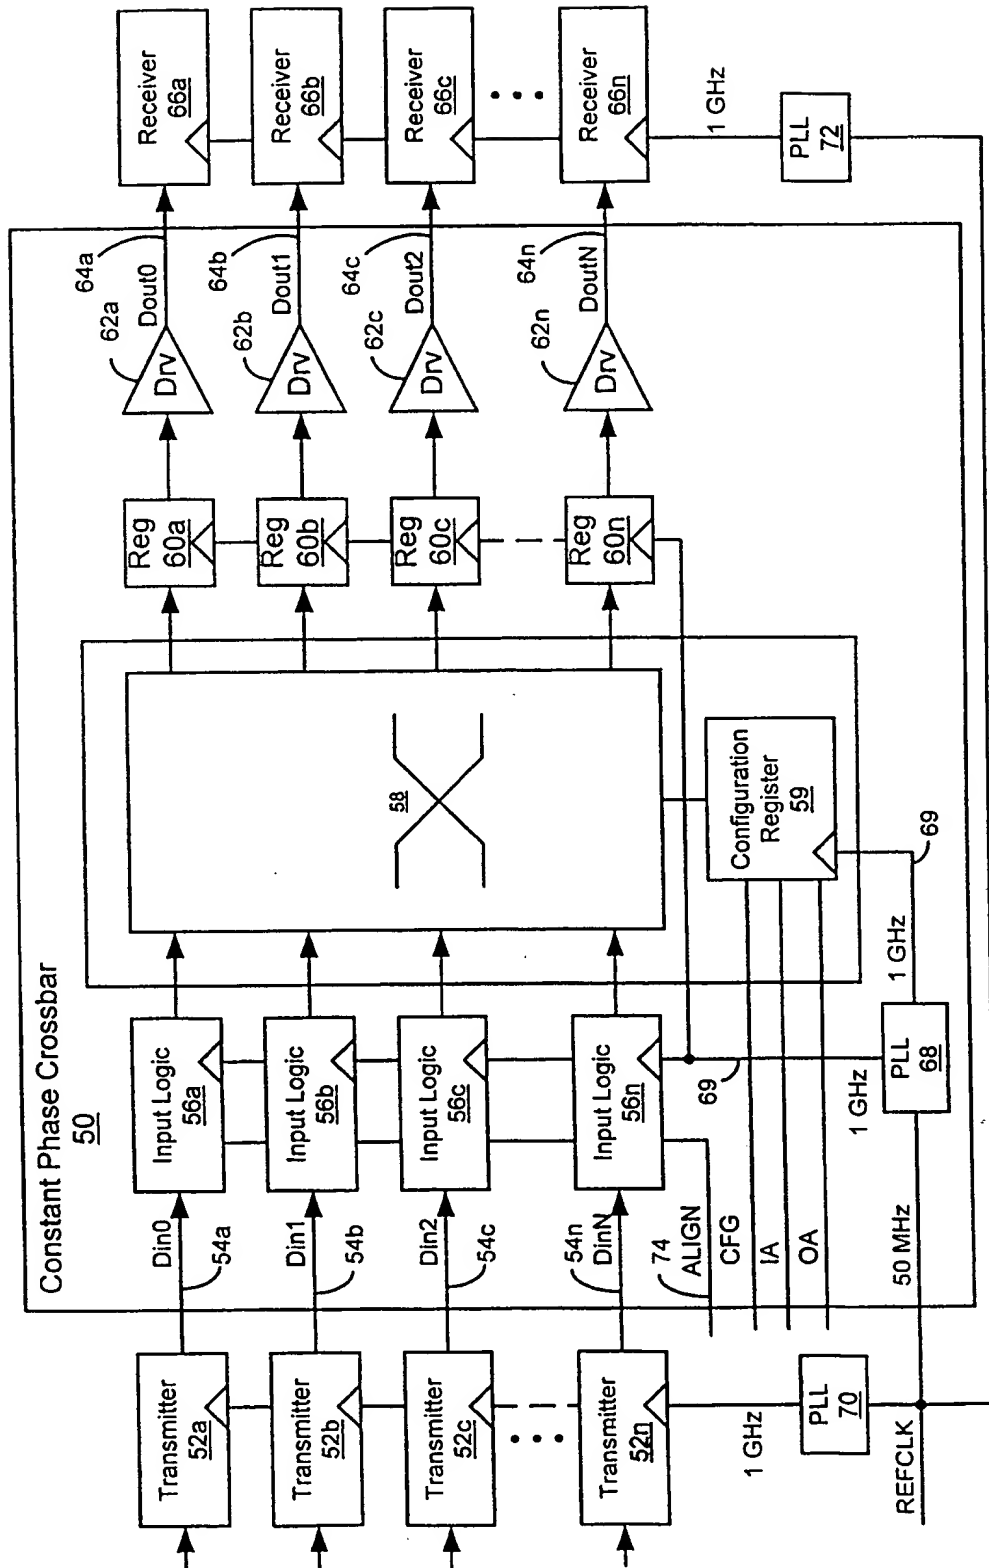 Constant Phase Crossbar
50
Transmitter
52a
Transmitter
52b
Transmitter
52c
Transmitter
52n
Din0
54a
Din1
54b
Din2
54c
54n
DinN
Input Logic
56a
Input Logic
56b
Input Logic
56c
Input Logic
56n
58
Configuration
Register
59
Reg
60a
Reg
60b
Reg
60c
Reg
60n
62a
Drv
62b
Drv
62c
Drv
62n
Drv
Dout0
64a
Dout1
64b
Dout2
64c
DoutN
64n
Receiver
66a
Receiver
66b
Receiver
66c
Receiver
66n
74
ALIGN
CFG
IA
OA
69
69
1 GHz
PLL
70
1 GHz
PLL
68
1 GHz
1 GHz
PLL
72
REFCLK
50 MHz